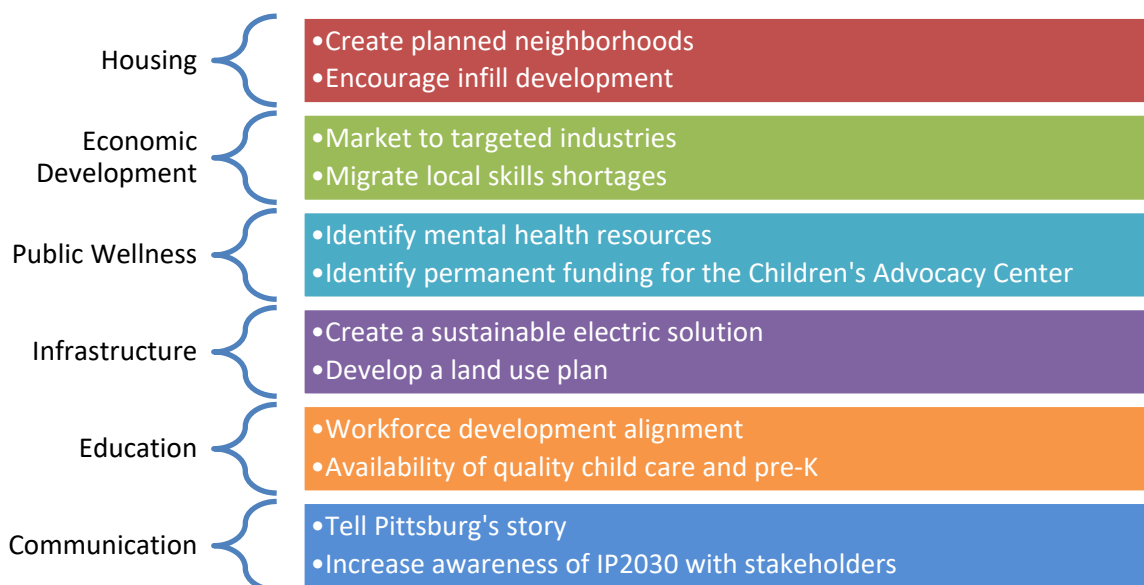 Housing
•Create planned neighborhoods
•Encourage infill development
Economic
Development
•Market to targeted industries
•Migrate local skills shortages
Public Wellness
•Identify mental health resources
•Identify permanent funding for the Children's Advocacy Center
Infrastructure
•Create a sustainable electric solution
•Develop a land use plan
Education
•Workforce development alignment
•Availability of quality child care and pre-K
Communication
•Tell Pittsburg's story
•Increase awareness of IP2030 with stakeholders